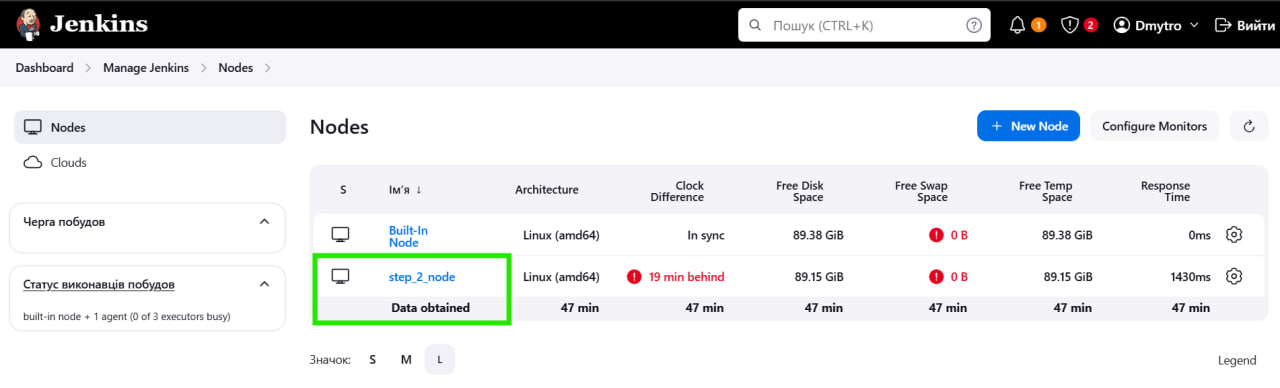 Jenkins
Пошук (CTRL+K)
1
2
Dmytro
Вийти
Dashboard
Manage Jenkins
Nodes
Nodes
Clouds
Черга побудов
Статус виконавців побудов
built-in node + 1 agent (0 of 3 executors busy)
Nodes
+ New Node
Configure Monitors
S Ім'я ↓ Architecture Clock Difference Free Disk Space Free Swap Space Free Temp Space Response Time
Built-In Node Linux (amd64) In sync 89.38 GiB 0 B 89.38 GiB 0ms
step_2_node Linux (amd64) 19 min behind 89.15 GiB 0 B 89.15 GiB 1430ms
Data obtained 47 min 47 min 47 min 47 min 47 min 47 min
Значок: S M L
Legend